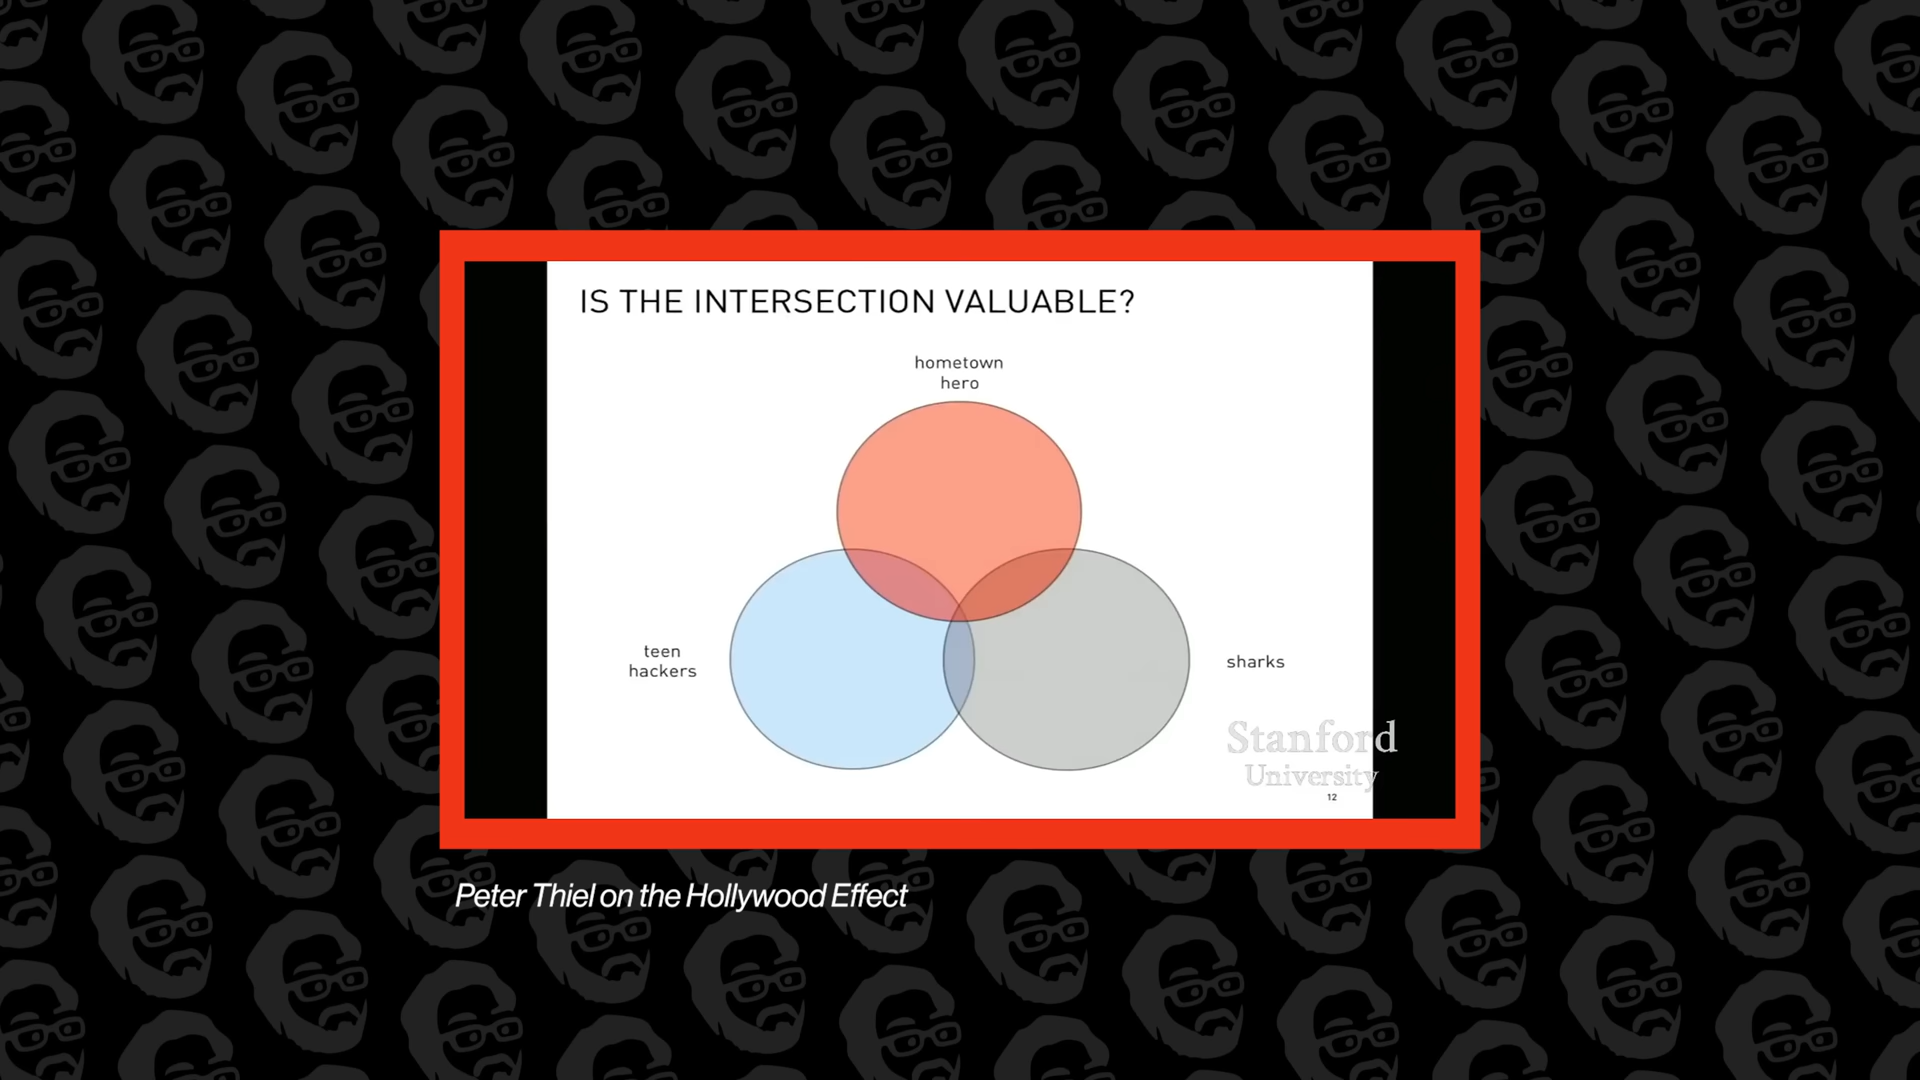 IS THE INTERSECTION VALUABLE?
hometown
hero
teen
hackers
sharks
Stanford
University
12
Peter Thiel on the Hollywood Effect